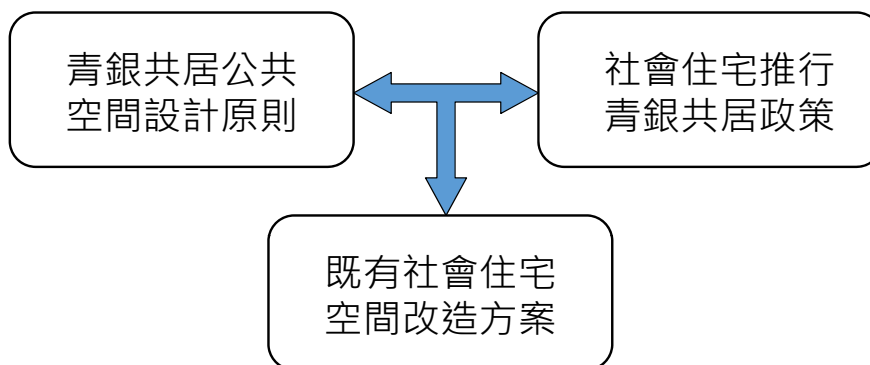 青銀共居公共
空間設計原則
社會住宅推行
青銀共居政策
既有社會住宅
空間改造方案